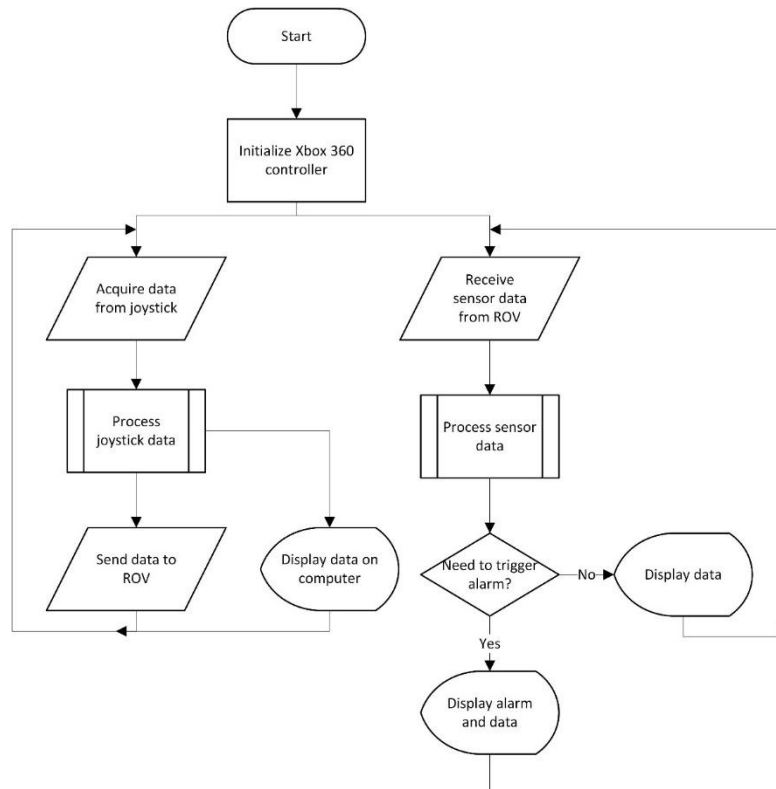 Start
Initialize Xbox 360
controller
Acquire data
from joystick
Receive
sensor data
from ROV
Process
joystick data
Process sensor
data
Send data to
ROV
Display data on
computer
Need to trigger
alarm?
No
Display data
Yes
Display alarm
and data